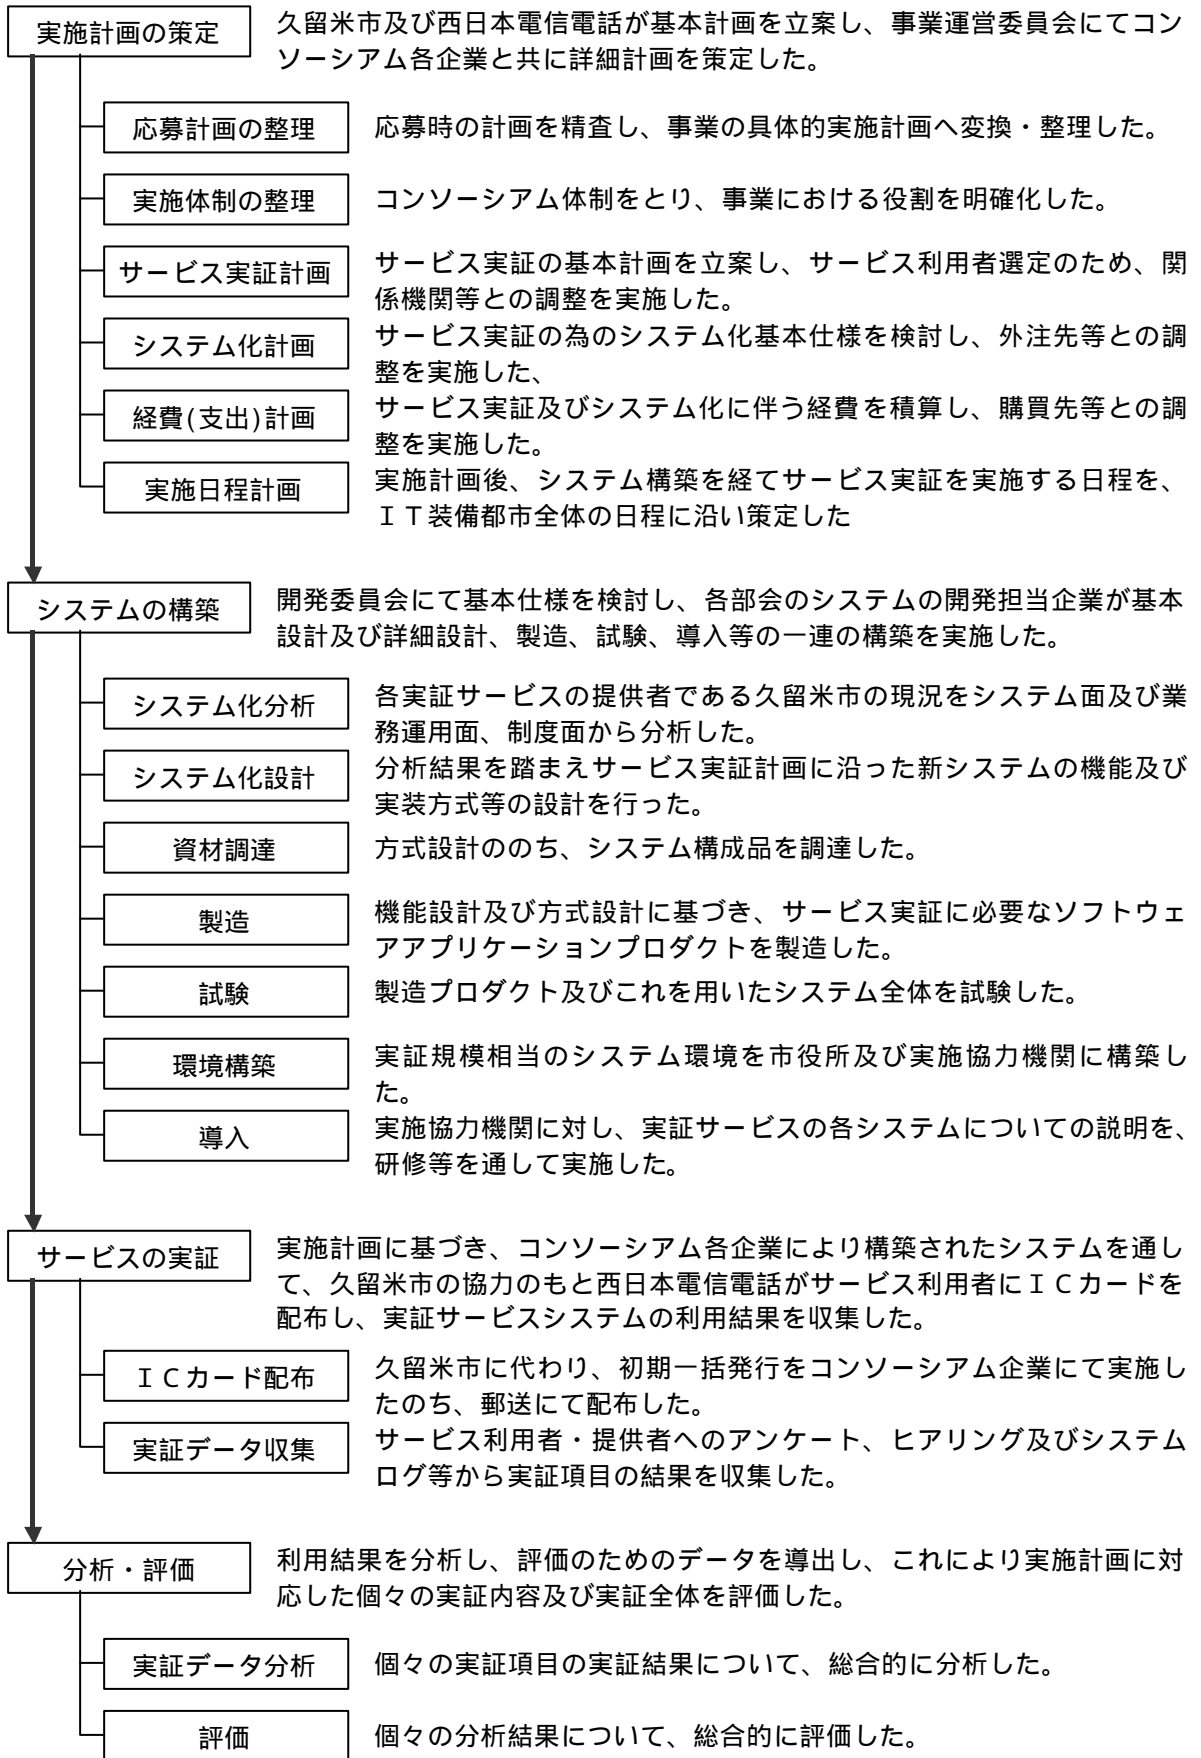 実施計画の策定
久留米市及び西日本電信電話が基本計画を立案し、事業運営委員会にてコン
ソーシアム各企業と共に詳細計画を策定した。
応募計画の整理
応募時の計画を精査し、事業の具体的実施計画へ変換・整理した。
実施体制の整理
コンソーシアム体制をとり、事業における役割を明確化した。
サービス実証計画
サービス実証の基本計画を立案し、サービス利用者選定のため、関
係機関等との調整を実施した。
システム化計画
サービス実証の為のシステム化基本仕様を検討し、外注先等との調
整を実施した、
経費(支出)計画
サービス実証及びシステム化に伴う経費を積算し、購買先等との調
整を実施した。
実施日程計画
実施計画後、システム構築を経てサービス実証を実施する日程を、
ＩＴ装備都市全体の日程に沿い策定した
システムの構築
開発委員会にて基本仕様を検討し、各部会のシステムの開発担当企業が基本
設計及び詳細設計、製造、試験、導入等の一連の構築を実施した。
システム化分析
各実証サービスの提供者である久留米市の現況をシステム面及び業
務運用面、制度面から分析した。
システム化設計
分析結果を踏まえサービス実証計画に沿った新システムの機能及び
実装方式等の設計を行った。
資材調達
方式設計ののち、システム構成品を調達した。
製造
機能設計及び方式設計に基づき、サービス実証に必要なソフトウェ
アアプリケーションプロダクトを製造した。
試験
製造プロダクト及びこれを用いたシステム全体を試験した。
環境構築
実証規模相当のシステム環境を市役所及び実施協力機関に構築し
た。
導入
実施協力機関に対し、実証サービスの各システムについての説明を、
研修等を通して実施した。
サービスの実証
実施計画に基づき、コンソーシアム各企業により構築されたシステムを通し
て、久留米市の協力のもと西日本電信電話がサービス利用者にＩＣカードを
配布し、実証サービスシステムの利用結果を収集した。
ＩＣカード配布
久留米市に代わり、初期一括発行をコンソーシアム企業にて実施し
たのち、郵送にて配布した。
実証データ収集
サービス利用者・提供者へのアンケート、ヒアリング及びシステム
ログ等から実証項目の結果を収集した。
分析・評価
利用結果を分析し、評価のためのデータを導出し、これにより実施計画に対
応した個々の実証内容及び実証全体を評価した。
実証データ分析
個々の実証項目の実証結果について、総合的に分析した。
評価
個々の分析結果について、総合的に評価した。